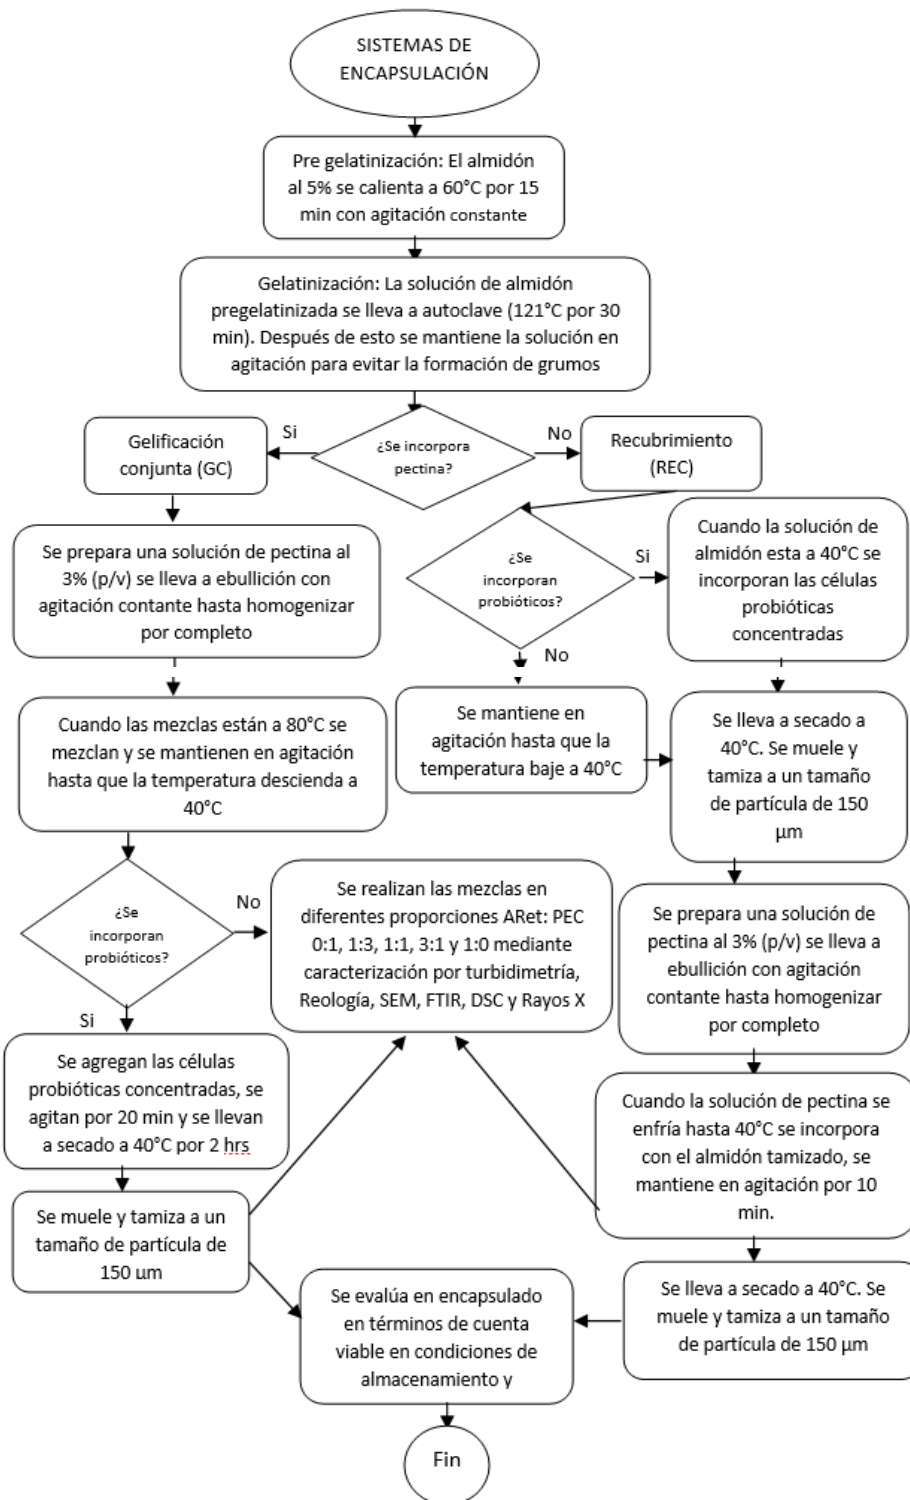 SISTEMAS DE
ENCAPSULACIÓN
Pre gelatinización: El almidón
al 5% se calienta a 60°C por 15
min con agitación constante
Gelatinización: La solución de almidón
pregelatinizada se lleva a autoclave (121°C por 30
min). Después de esto se mantiene la solución en
agitación para evitar la formación de grumos
¿Se incorpora
pectina?
Si
No
Gelificación
conjunta (GC)
Recubrimiento
(REC)
Se prepara una solución de pectina al
3% (p/v) se lleva a ebullición con
agitación contante hasta homogenizar
por completo
¿Se
incorporan
probióticos?
Si
No
Cuando la solución de
almidón esta a 40°C se
incorporan las células
probióticas
concentradas
Cuando las mezclas están a 80°C se
mezclan y se mantienen en agitación
hasta que la temperatura descienda a
40°C
Se mantiene en
agitación hasta que la
temperatura baje a 40°C
Se lleva a secado a
40°C. Se muele y
tamiza a un tamaño
de partícula de 150
µm
¿Se
incorporan
probióticos?
No
Si
Se realizan las mezclas en
diferentes proporciones ARet: PEC
0:1, 1:3, 1:1, 3:1 y 1:0 mediante
caracterización por turbidimetría,
Reología, SEM, FTIR, DSC y Rayos X
Se prepara una solución de
pectina al 3% (p/v) se lleva a
ebullición con agitación
contante hasta homogenizar
por completo
Se agregan las células
probióticas concentradas, se
agitan por 20 min y se llevan
a secado a 40°C por 2 hrs
Cuando la solución de pectina se
enfría hasta 40°C se incorpora
con el almidón tamizado, se
mantiene en agitación por 10
min.
Se muele y tamiza a un
tamaño de partícula de
150 µm
Se evalúa en encapsulado
en términos de cuenta
viable en condiciones de
almacenamiento y
Se lleva a secado a 40°C. Se
muele y tamiza a un tamaño
de partícula de 150 µm
Fin